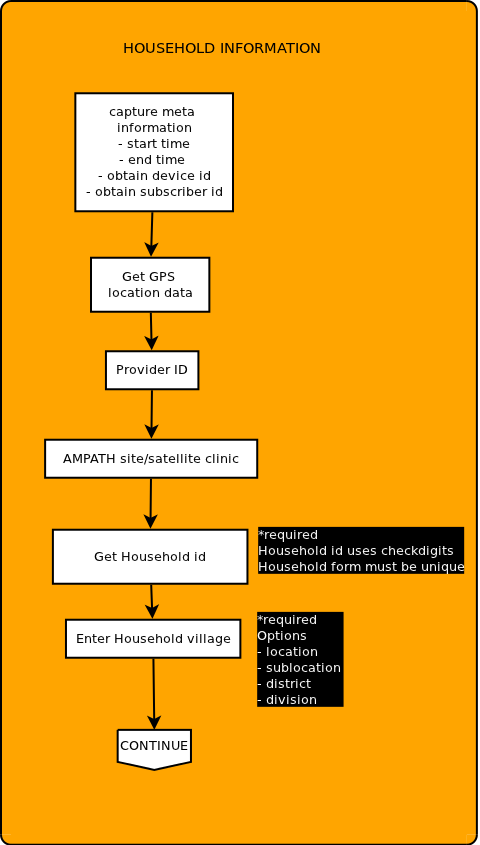 HOUSEHOLD INFORMATION
capture meta
information
- start time
- end time
- obtain device id
- obtain subscriber id
Get GPS
location data
Provider ID
AMPATH site/satellite clinic
Get Household id
*required
Household id uses checkdigits
Household form must be unique
Enter Household village
*required
Options
- location
- sublocation
- district
- division
CONTINUE